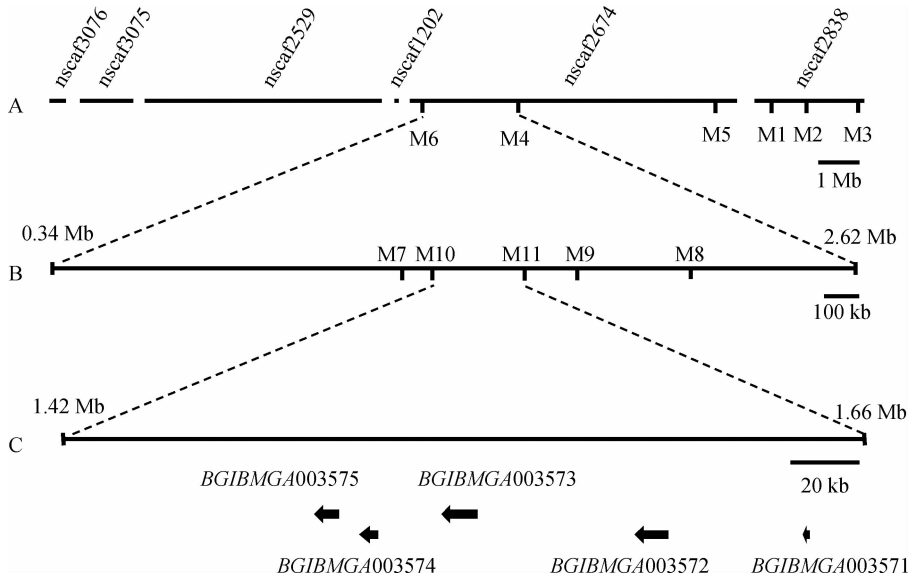 nscaf3076 nscaf3075 nscaf2529 nscaf1202 nscaf2674 nscaf2838
A
M6 M4 M5 M1 M2 M3
1 Mb
0.34 Mb 2.62 Mb
M7 M10 M11 M9 M8
B
100 kb
1.42 Mb 1.66 Mb
C
BGIBMGA003575 BGIBMGA003573 20 kb
BGIBMGA003574 BGIBMGA003572 BGIBMGA003571